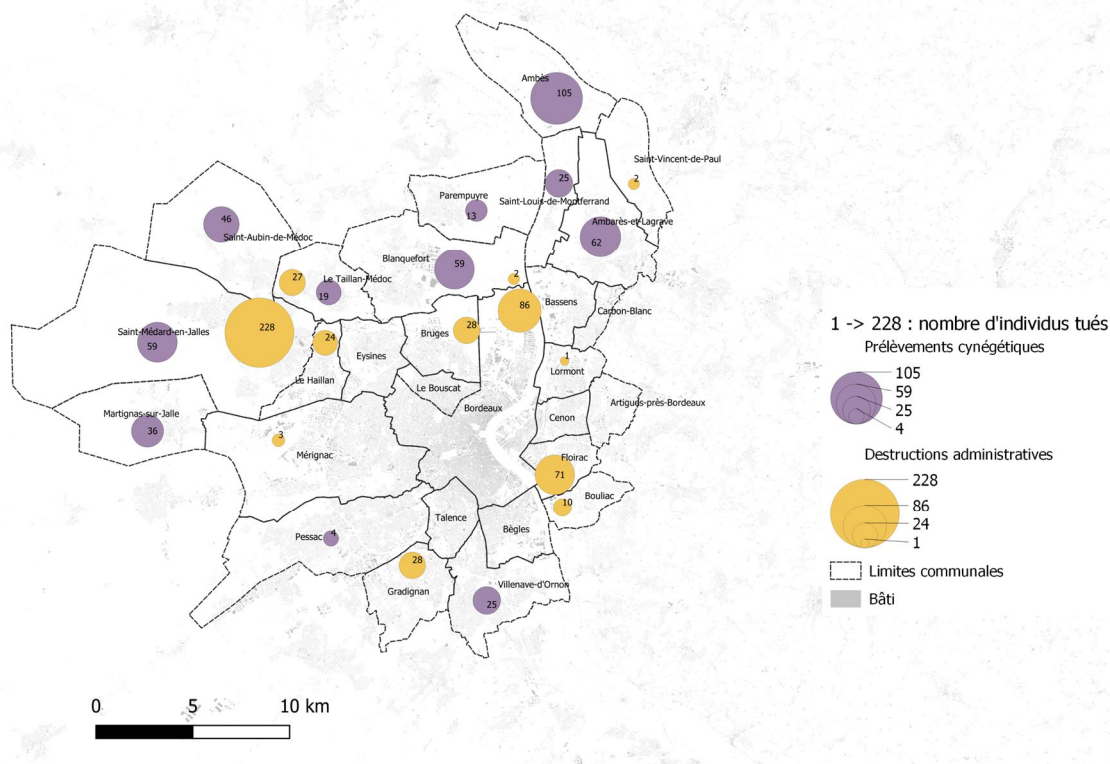 Ambès
105
Saint-Vincent-de-Paul
2
25
Saint-Louis-de-Montferrand
Parempuyre
13
Ambarès-et-Lagrave
62
46
Saint-Aubin-de-Médoc
Blanquefort
59
2
27
Le Taillan-Médoc
19
Bassens
86
Carbon-Blanc
Saint-Médard-en-Jalles
59
228
24
Bruges
28
Eysines
1
Lormont
Le Haillan
Le Bouscat
Bordeaux
Artigues-près-Bordeaux
Cenon
Martignas-sur-Jalle
36
3
Mérignac
Floirac
71
Bouliac
10
Talence
Bègles
Pessac
4
28
Gradignan
Villenave-d'Ornon
25
0 5 10 km
1 -> 228 : nombre d'individus tués
Prélèvements cynégétiques
105
59
25
4
Destructions administratives
228
86
24
1
Limites communales
Bâti